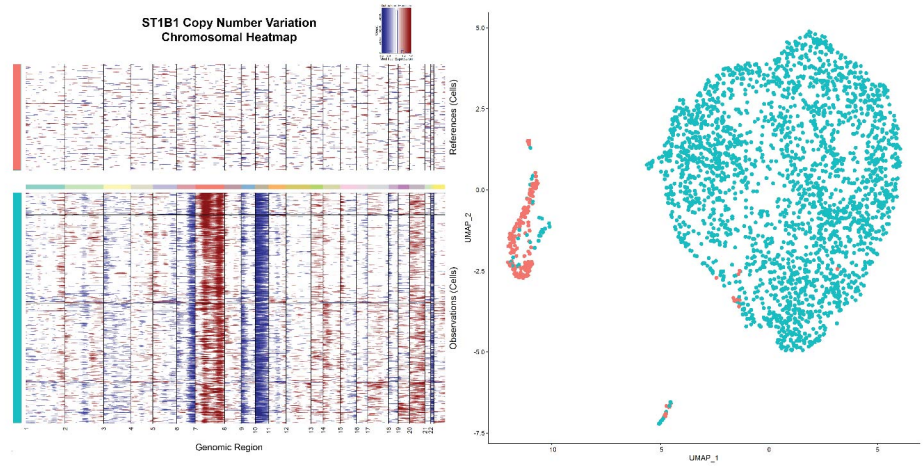 ST1B1 Copy Number Variation
Chromosomal Heatmap
References (Cells)
Observations (Cells)
1 2 3 4 5 6 7 8 9 10 11 12 13 14 15 16 17 18 19 20 21 22
Genomic Region
5.0
2.5
0.0
-2.5
-5.0
-7.5
UMAP_2
10 5 0 5
UMAP_1